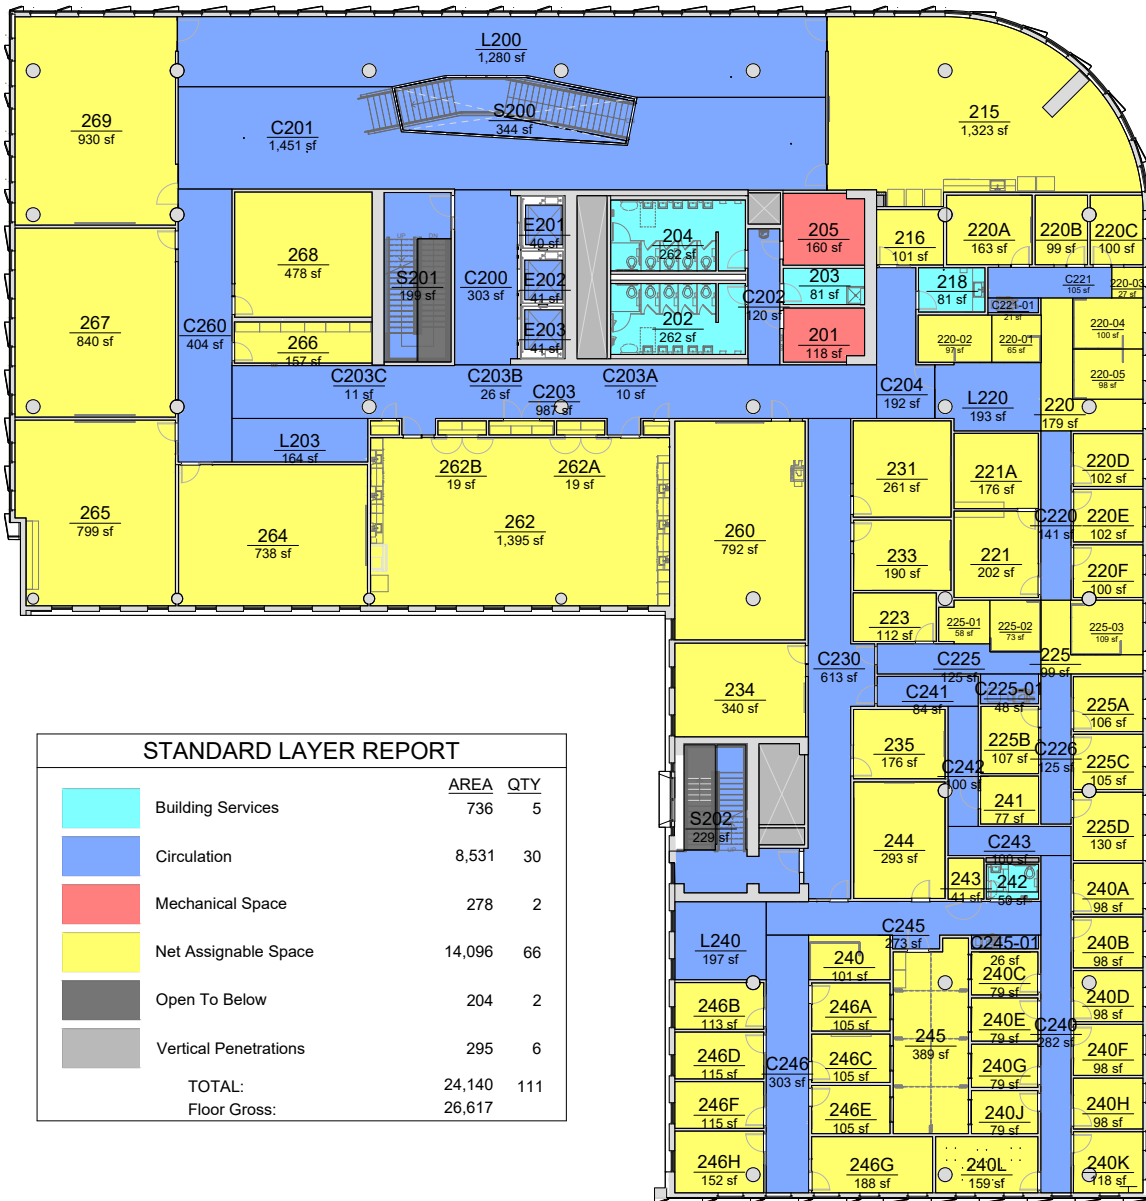 L200
1,280 sf
S200
344 sf
C201
1,451 sf
269
930 sf
215
1,323 sf
268
478 sf
S201
199 sf
UP
DN
C200
303 sf
E201
40 sf
E202
41 sf
E203
41 sf
204
262 sf
202
262 sf
C202
120 sf
205
160 sf
203
81 sf
201
118 sf
216
101 sf
220A
163 sf
220B
99 sf
220C
100 sf
218
81 sf
C221
105 sf
220-03
27 sf
C221-01
21 sf
220-02
97 sf
220-01
65 sf
220-04
100 sf
220-05
98 sf
267
840 sf
C260
404 sf
266
157 sf
C203C
11 sf
C203B
26 sf
C203
987 sf
C203A
10 sf
C204
192 sf
L220
193 sf
220
179 sf
L203
164 sf
265
799 sf
264
738 sf
262B
19 sf
262A
19 sf
262
1,395 sf
260
792 sf
231
261 sf
221A
176 sf
220D
102 sf
C220
141 sf
220E
102 sf
233
190 sf
221
202 sf
220F
100 sf
223
112 sf
225-01
58 sf
225-02
73 sf
225-03
109 sf
C230
613 sf
C225
125 sf
225
99 sf
234
340 sf
C241
84 sf
C225-01
48 sf
225A
106 sf
235
176 sf
C242
100 sf
225B
107 sf
C226
125 sf
225C
105 sf
241
77 sf
225D
130 sf
S202
229 sf
244
293 sf
C243
100 sf
243
41 sf
242
50 sf
240A
98 sf
L240
197 sf
C245
273 sf
C245-01
26 sf
240B
98 sf
240
101 sf
240C
79 sf
246B
113 sf
246A
105 sf
240D
98 sf
245
389 sf
240E
79 sf
C240
282 sf
246D
115 sf
C246
303 sf
246C
105 sf
240F
98 sf
240G
79 sf
246F
115 sf
246E
105 sf
240J
79 sf
240H
98 sf
246H
152 sf
246G
188 sf
240L
159 sf
240K
118 sf
STANDARD LAYER REPORT
AREA QTY
Building Services 736 5
Circulation 8,531 30
Mechanical Space 278 2
Net Assignable Space 14,096 66
Open To Below 204 2
Vertical Penetrations 295 6
TOTAL: 24,140 111
Floor Gross: 26,617